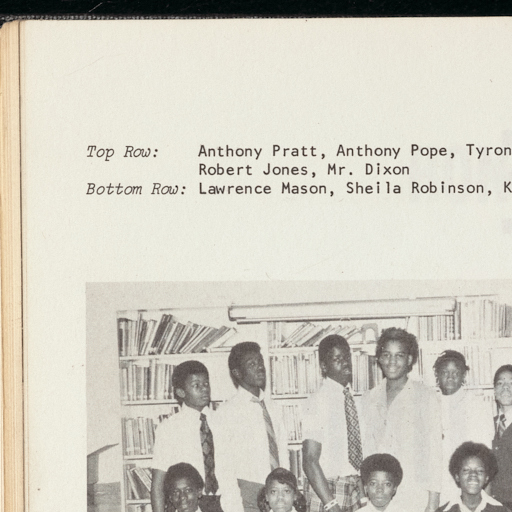 Top Row: Anthony Pratt, Anthony Pope, Tyron
Robert Jones, Mr. Dixon
Bottom Row: Lawrence Mason, Sheila Robinson, K